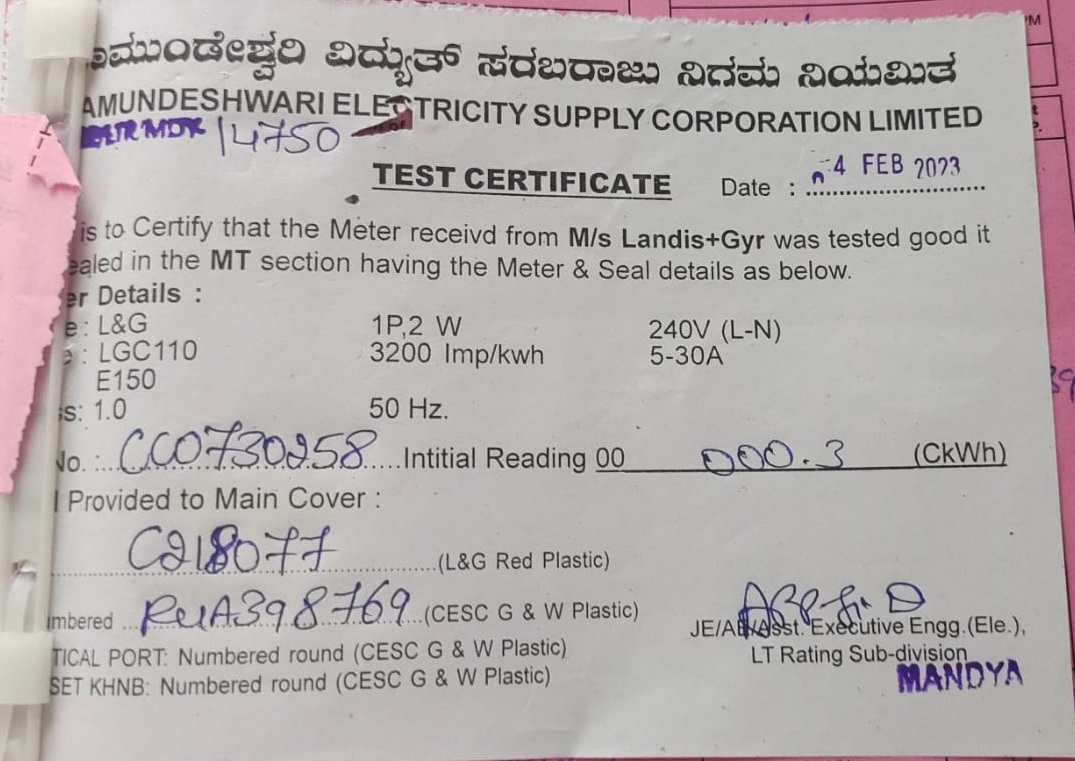 ಾಮುಂಡೇಶ್ವರಿ ವಿದ್ಯುತ್ ಸರಬರಾಜು ನಿಗಮ ನಿಯಮಿತ
AMUNDESHWARI ELECTRICITY SUPPLY CORPORATION LIMITED
MDK 14750
TEST CERTIFICATE Date : 4 FEB 2023
is to Certify that the Meter receivd from M/s Landis+Gyr was tested good it
ealed in the MT section having the Meter & Seal details as below.
er Details :
e : L&G 1P,2 W 240V (L-N)
: LGC110 3200 Imp/kwh 5-30A
E150
ss: 1.0 50 Hz.
No. : CC0730258 Intitial Reading 00 000.3 (CkWh)
l Provided to Main Cover :
C218077 (L&G Red Plastic)
mbered 398769 (CESC G & W Plastic)
JE/AE/Asst. Executive Engg.(Ele.),
TICAL PORT: Numbered round (CESC G & W Plastic)
LT Rating Sub-division
SET KHNB: Numbered round (CESC G & W Plastic)
MANDYA